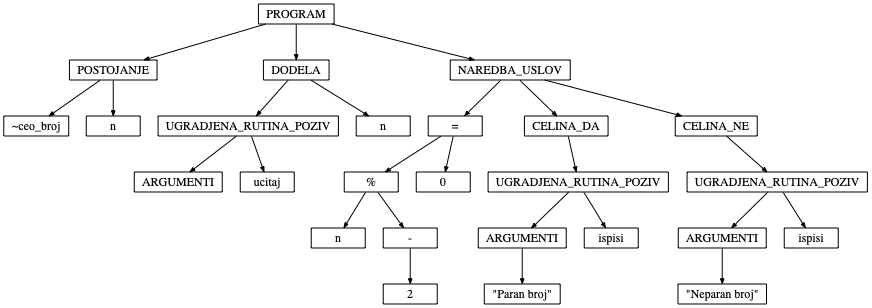 PROGRAM
POSTOJANJE
DODELA
NAREDBA_USLOV
~ceo_broj
n
UGRADJENA_RUTINA_POZIV
n
=
CELINA_DA
CELINA_NE
ARGUMENTI
ucitaj
%
0
UGRADJENA_RUTINA_POZIV
UGRADJENA_RUTINA_POZIV
n
-
ARGUMENTI
ispisi
ARGUMENTI
ispisi
2
"Paran broj"
"Neparan broj"